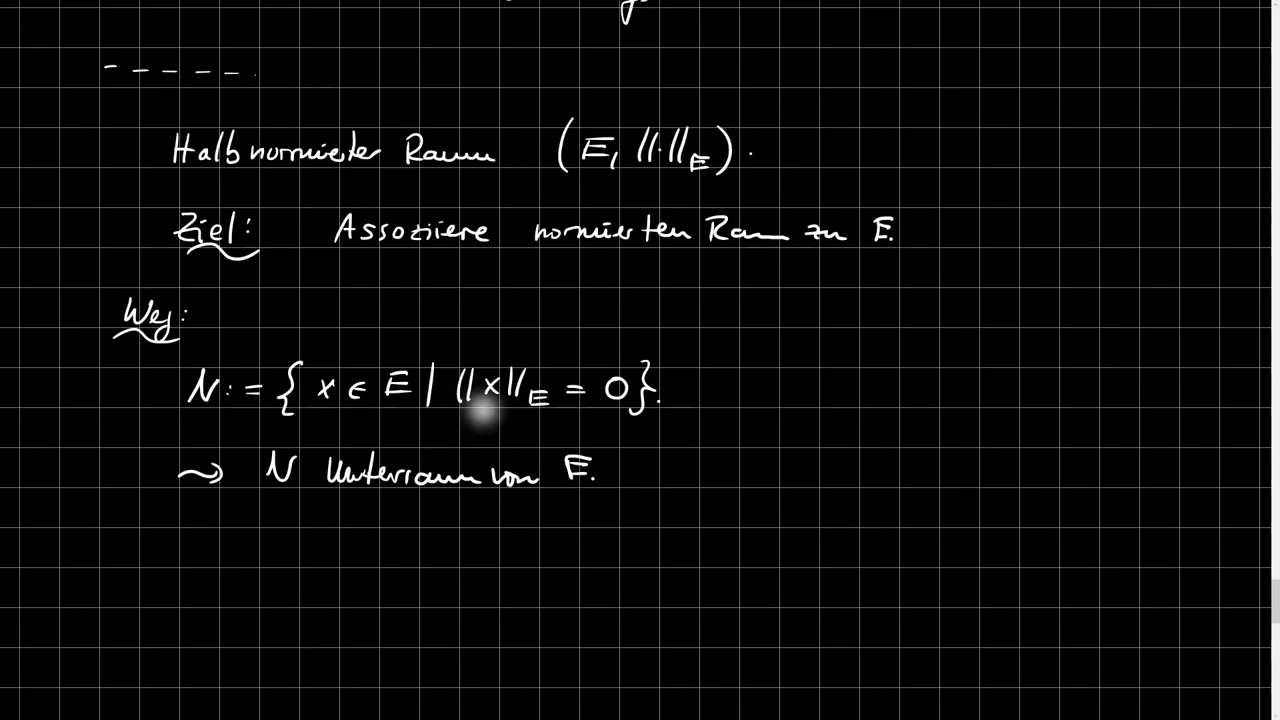 Halbnormierter Raum (E, ||·||_E).
Ziel: Assoziiere normierten Raum zu E.
Weg:
N := { x ∈ E | ||x||_E = 0 }.
⇝ N Unterraum von E.